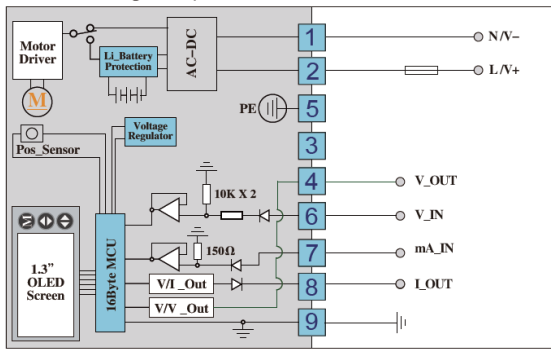 Motor
Driver
M
Li_Battery
Protection
AC-DC
1
N/V-
2
L/V+
PE
5
3
Pos_Sensor
Voltage
Regulator
4
V_OUT
10K X 2
6
V_IN
7
mA_IN
150Ω
1.3”
OLED
Screen
16Byte MCU
V/I _Out
8
I_OUT
V/V _Out
9